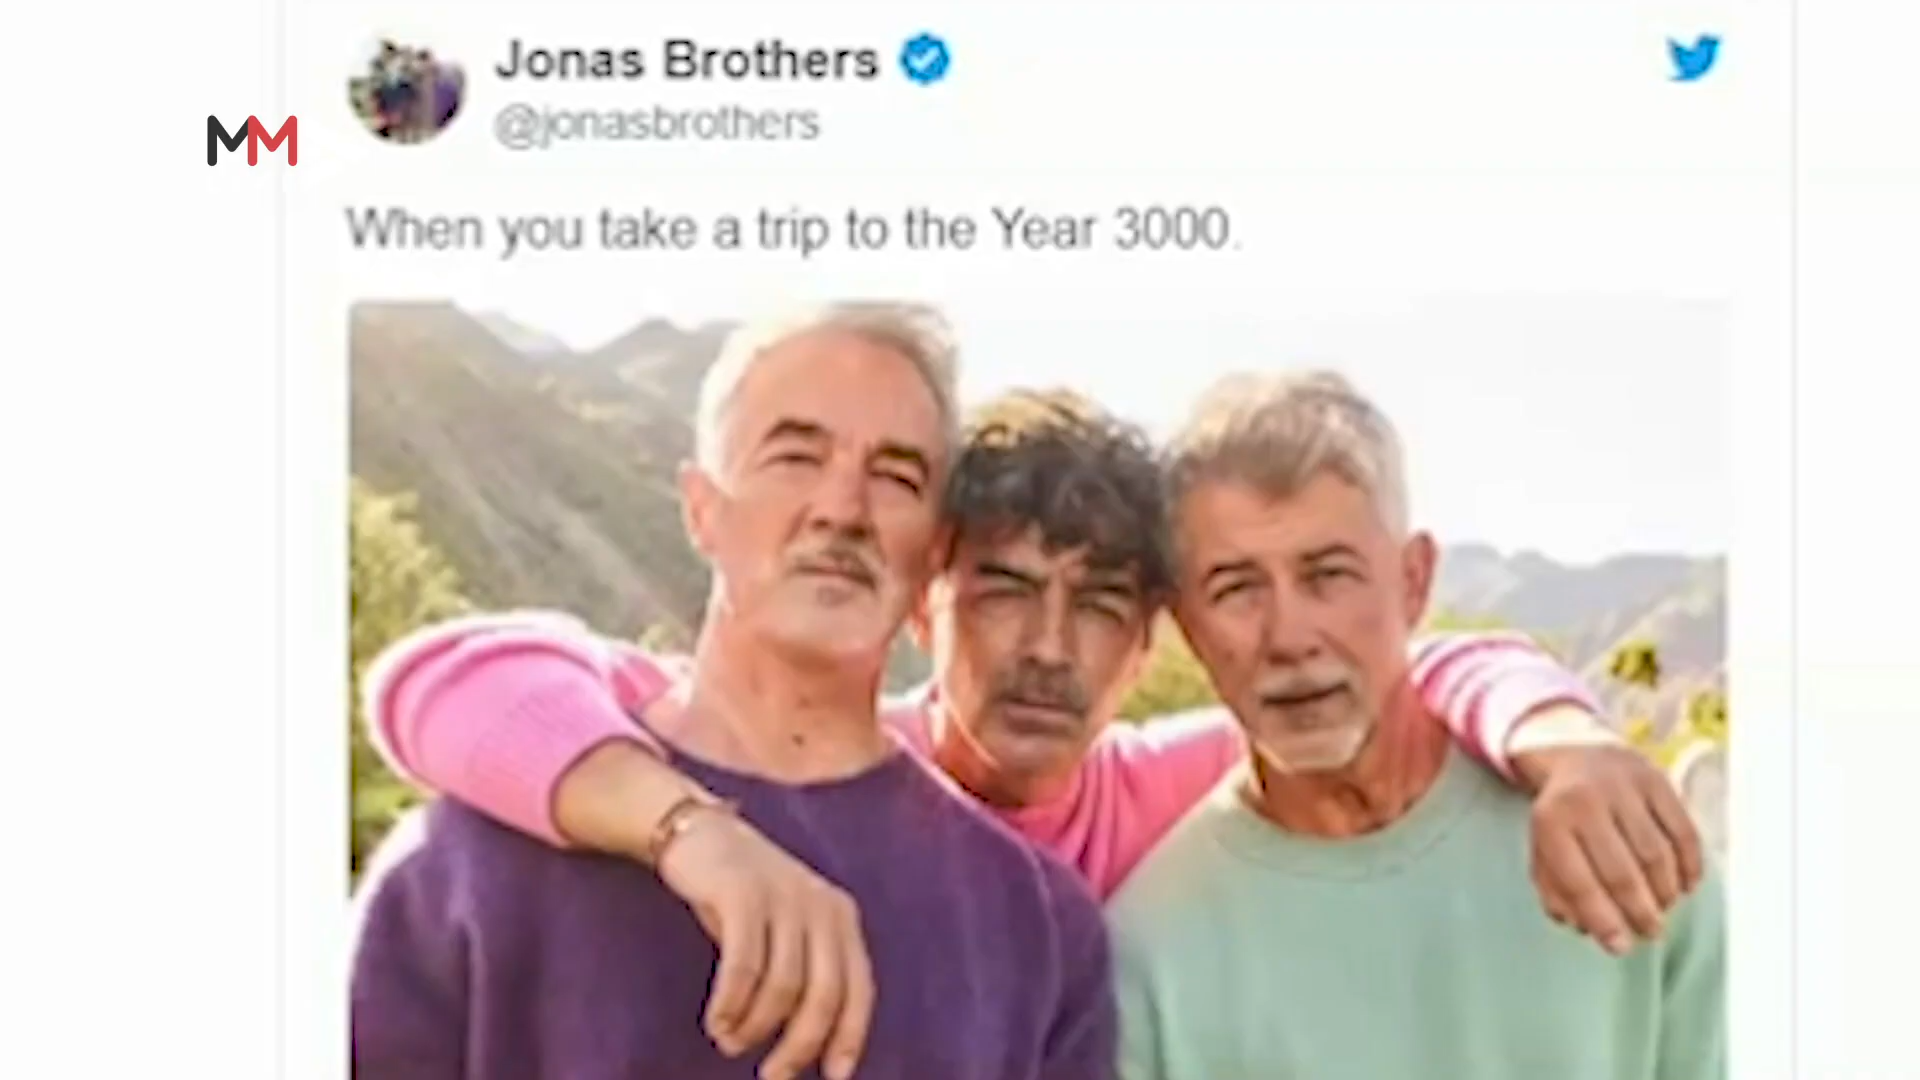 Jonas Brothers
@jonasbrothers
MM
When you take a trip to the Year 3000.